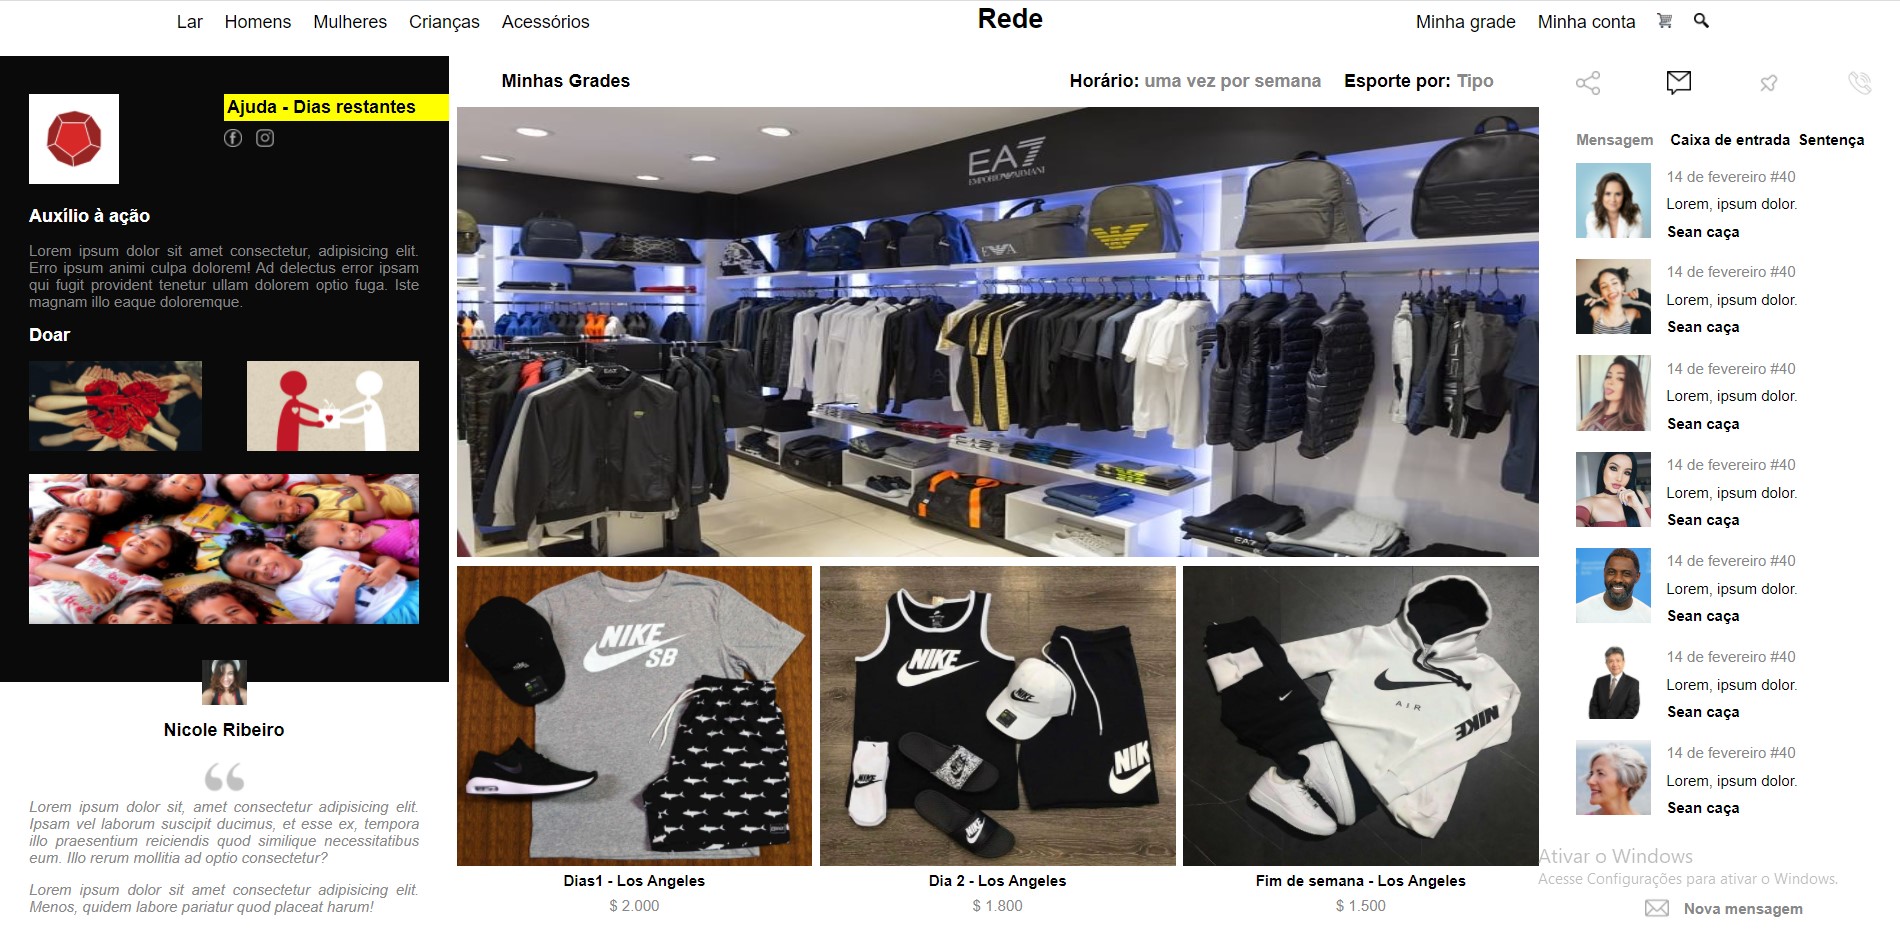 Lar Homens Mulheres Crianças Acessórios
Rede
Minha grade Minha conta
Ajuda - Dias restantes
Auxílio à ação
Lorem ipsum dolor sit amet consectetur, adipisicing elit.
Erro ipsum animi culpa dolorem! Ad delectus error ipsam
qui fugit provident tenetur ullam dolorem optio fuga. Iste
magnam illo eaque doloremque.
Doar
Nicole Ribeiro
“
Lorem ipsum dolor sit, amet consectetur adipisicing elit.
Ipsam vel laborum suscipit ducimus, et esse ex, tempora
illo praesentium reiciendis quod similique necessitatibus
eum. Illo rerum mollitia ad optio consectetur?
Lorem ipsum dolor sit amet consectetur adipisicing elit.
Menos, quidem labore pariatur quod placeat harum!
Minhas Grades
Horário: uma vez por semana Esporte por: Tipo
EA7
EMPORIO ARMANI
EA7
EA7
NIKE
SB
NIKE
NIK
NIKE
AIR
NIKE
Dias1 - Los Angeles
$ 2.000
Dia 2 - Los Angeles
$ 1.800
Fim de semana - Los Angeles
$ 1.500
Mensagem Caixa de entrada Sentença
14 de fevereiro #40
Lorem, ipsum dolor.
Sean caça
14 de fevereiro #40
Lorem, ipsum dolor.
Sean caça
14 de fevereiro #40
Lorem, ipsum dolor.
Sean caça
14 de fevereiro #40
Lorem, ipsum dolor.
Sean caça
14 de fevereiro #40
Lorem, ipsum dolor.
Sean caça
14 de fevereiro #40
Lorem, ipsum dolor.
Sean caça
14 de fevereiro #40
Lorem, ipsum dolor.
Sean caça
Ativar o Windows
Acesse Configurações para ativar o Windows.
Nova mensagem